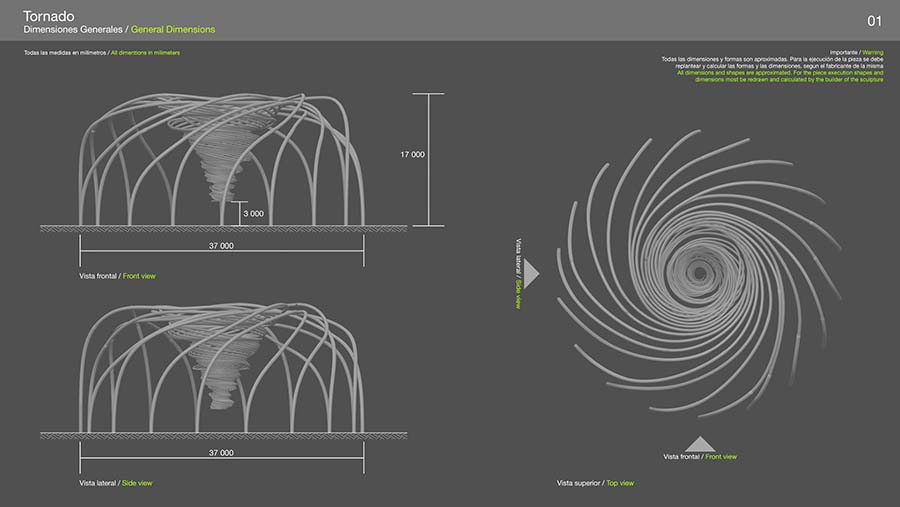 Tornado
Dimensiones Generales / General Dimensions
01
Todas las medidas en milimetros / All dimentions in milimeters
Importante / Warning
Todas las dimensiones y formas son aproximadas. Para la ejecución de la pieza se debe
replantear y calcular las formas y las dimensiones, segun el fabricante de la misma
All dimensions and shapes are approximated. For the piece execution shapes and
dimensions most be redrawn and calculated by the builder of the sculpture
17 000
3 000
37 000
Vista frontal / Front view
37 000
Vista lateral / Side view
Vista lateral / Side view
Vista frontal / Front view
Vista superior / Top view